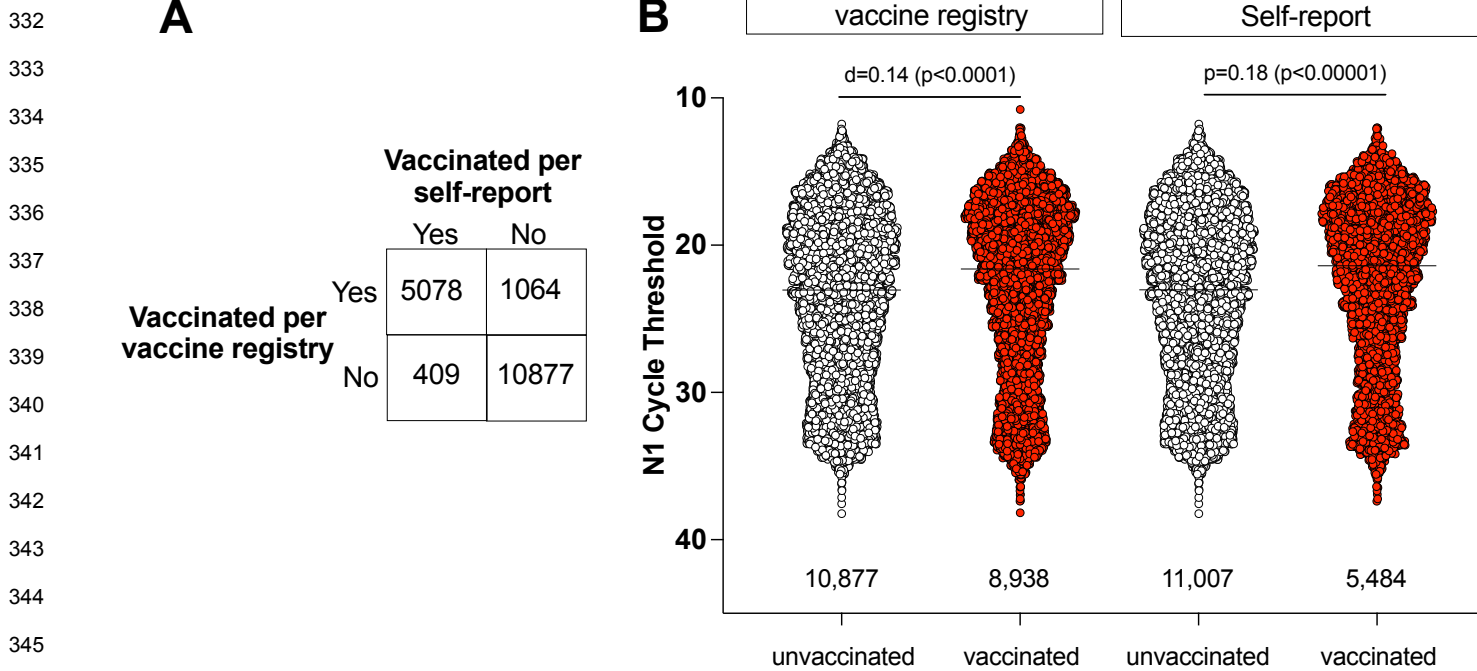 332
333
334
335
336
337
338
339
340
341
342
343
344
345
A
Vaccinated per
self-report
Yes No
Yes 5078 1064
Vaccinated per
vaccine registry
No 409 10877
B
vaccine registry Self-report
d=0.14 (p<0.0001) p=0.18 (p<0.00001)
N1 Cycle Threshold
10
20
30
40
10,877 8,938 11,007 5,484
unvaccinated vaccinated unvaccinated vaccinated